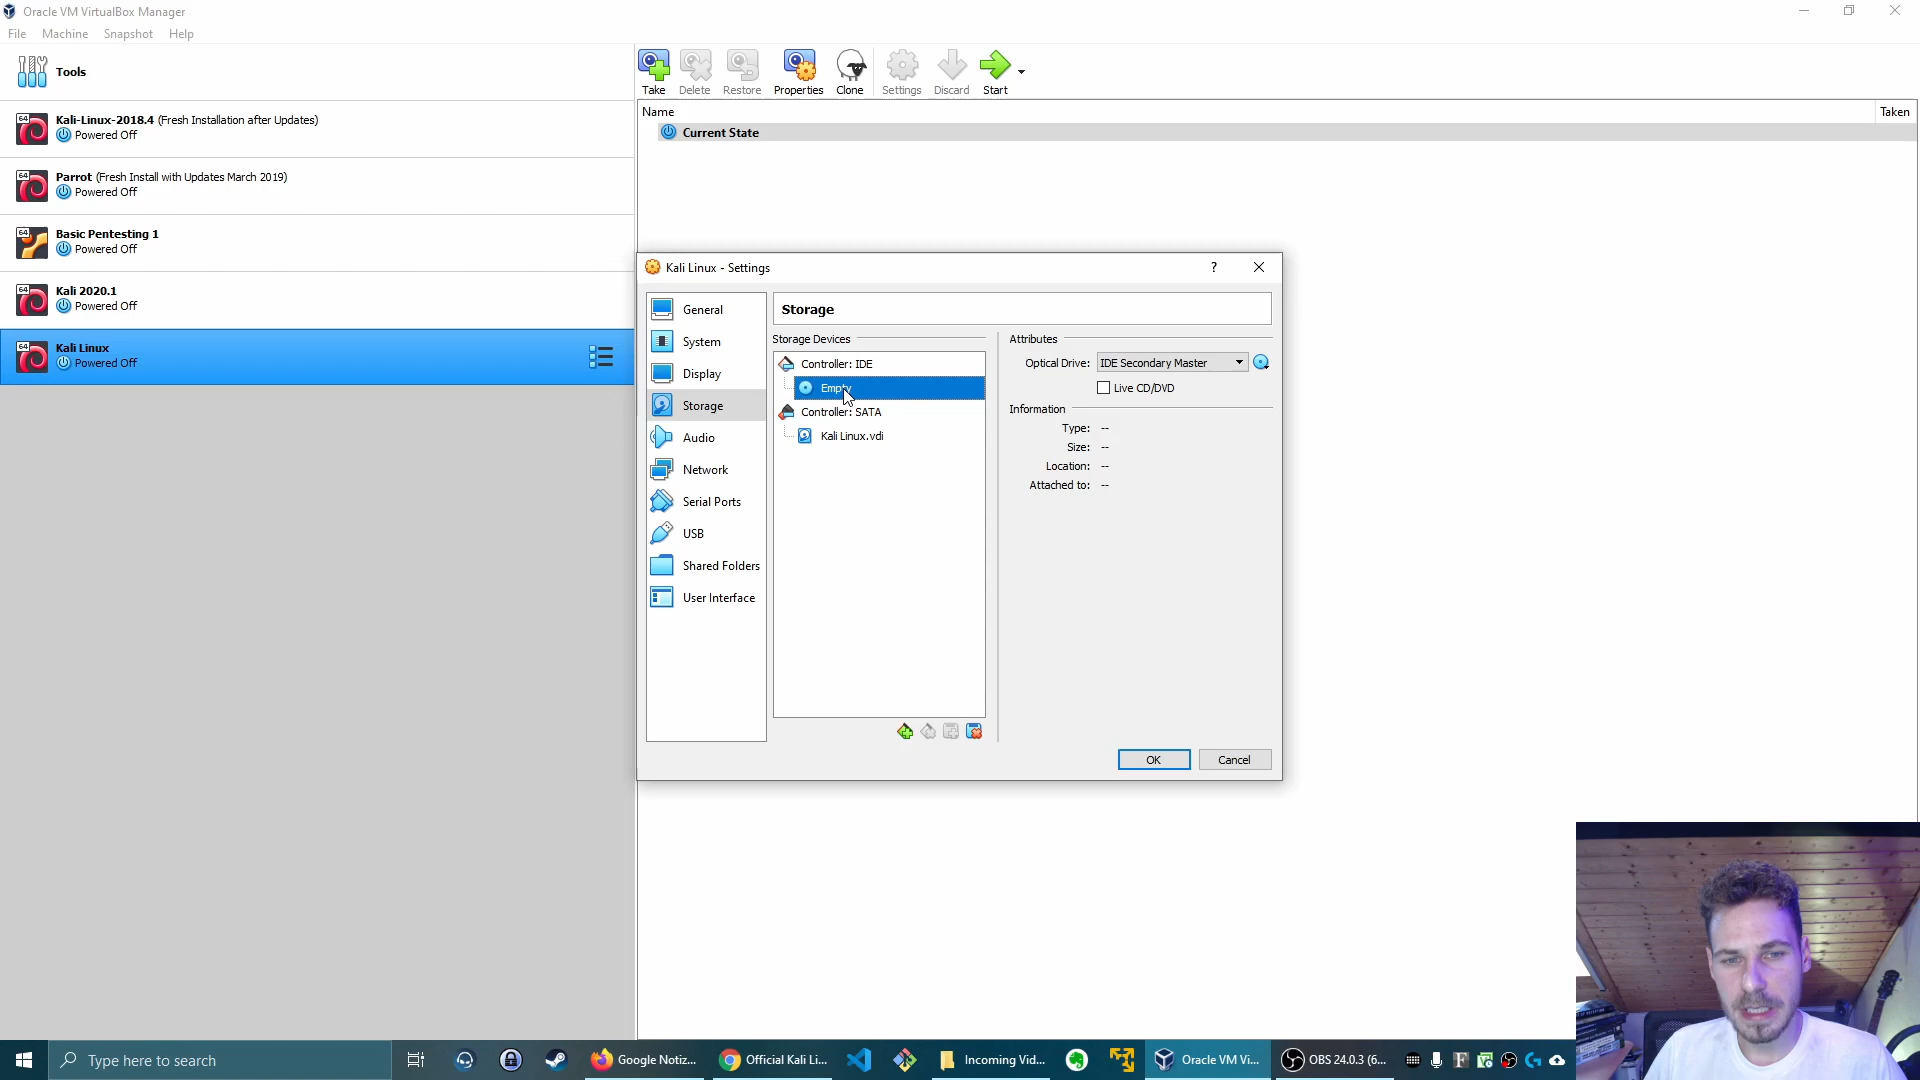 Oracle VM VirtualBox Manager
File Machine Snapshot Help
Tools
Take Delete Restore Properties Clone Settings Discard Start
Name Taken
Current State
64 Kali-Linux-2018.4 (Fresh Installation after Updates)
Powered Off
64 Parrot (Fresh Install with Updates March 2019)
Powered Off
64 Basic Pentesting 1
Powered Off
64 Kali 2020.1
Powered Off
64 Kali Linux
Powered Off
Kali Linux - Settings ?
General
System
Display
Storage
Audio
Network
Serial Ports
USB
Shared Folders
User Interface
Storage
Storage Devices
Controller: IDE
Empty
Controller: SATA
Kali Linux.vdi
Attributes
Optical Drive: IDE Secondary Master
Live CD/DVD
Information
Type: --
Size: --
Location: --
Attached to: --
OK Cancel
Type here to search
Google Notiz...
Official Kali Li...
Incoming Vid...
Oracle VM Vi...
OBS 24.0.3 (6...